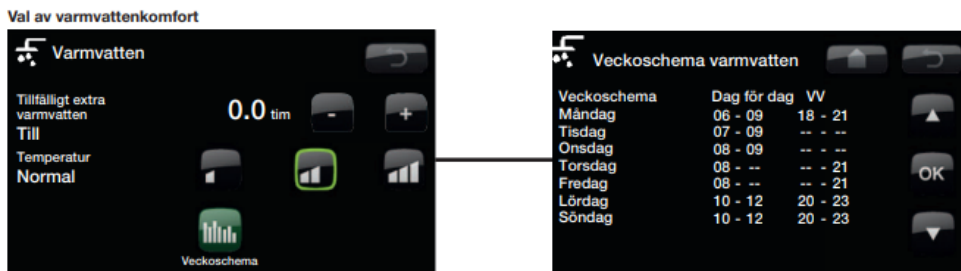 Val av varmvattenkomfort
Varmvatten
Tillfälligt extra
varmvatten
0.0 tim
-
+
Till
Temperatur
Normal
Veckoschema
Veckoschema varmvatten
Veckoschema Dag för dag VV
Måndag 06 - 09 18 - 21
Tisdag 07 - 09 -- - --
Onsdag 08 - 09 -- - --
Torsdag 08 - -- -- - 21
Fredag 08 - -- -- - 21
Lördag 10 - 12 20 - 23
Söndag 10 - 12 20 - 23
OK